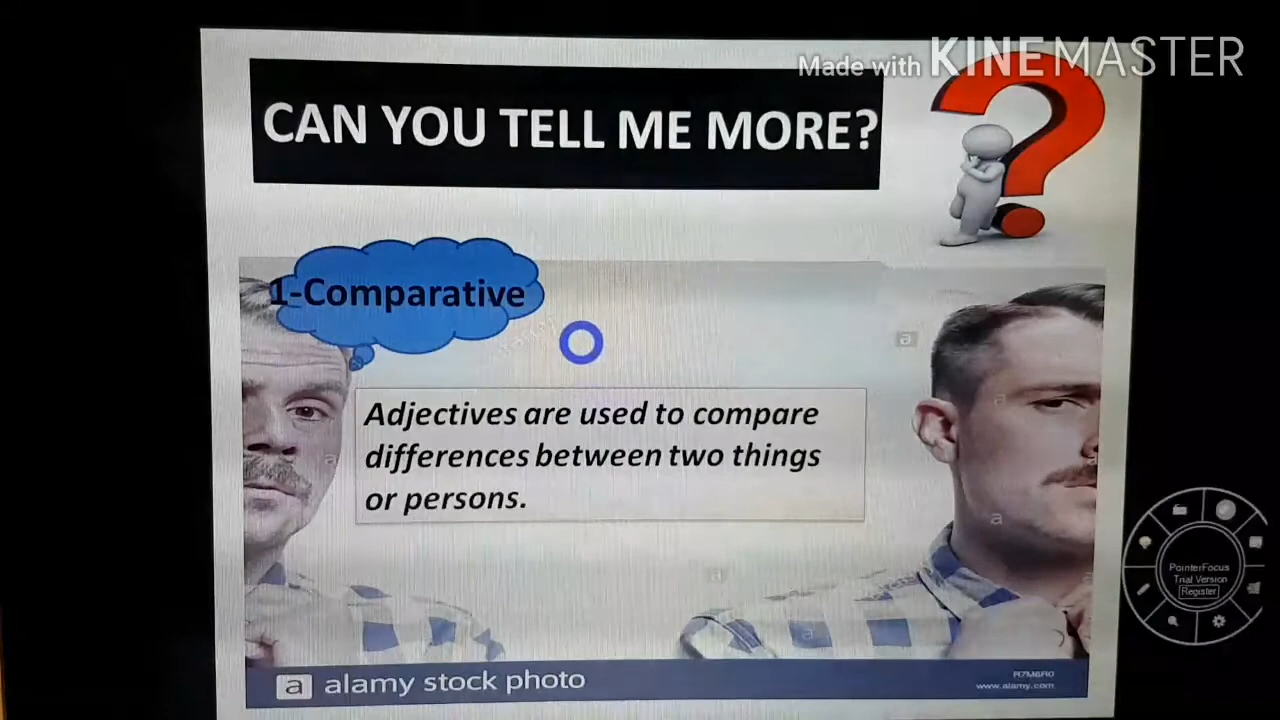 Made with KINEMASTER
CAN YOU TELL ME MORE?
1-Comparative
Adjectives are used to compare
differences between two things
or persons.
PointerFocus
Trial Version
Register
a alamy stock photo
R7M6R0
www.alamy.com